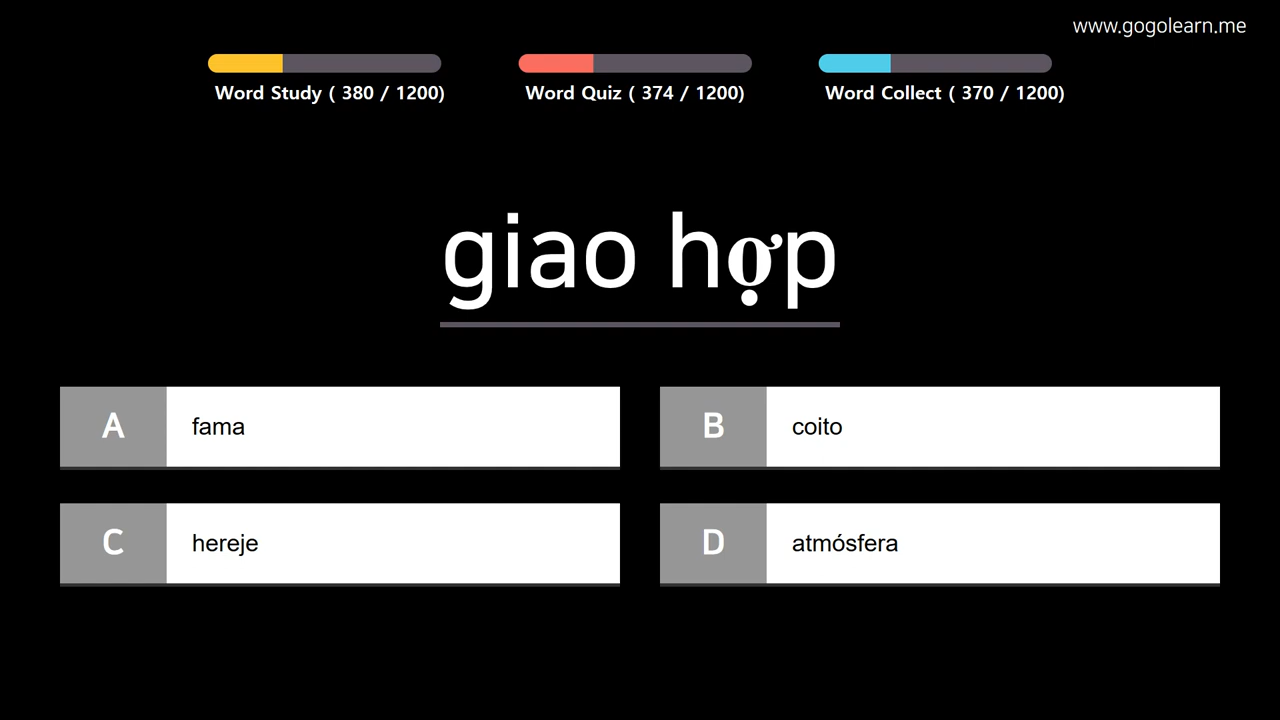 www.gogolearn.me
Word Study ( 380 / 1200)
Word Quiz ( 374 / 1200)
Word Collect ( 370 / 1200)
giao hợp
A fama
B coito
C hereje
D atmósfera